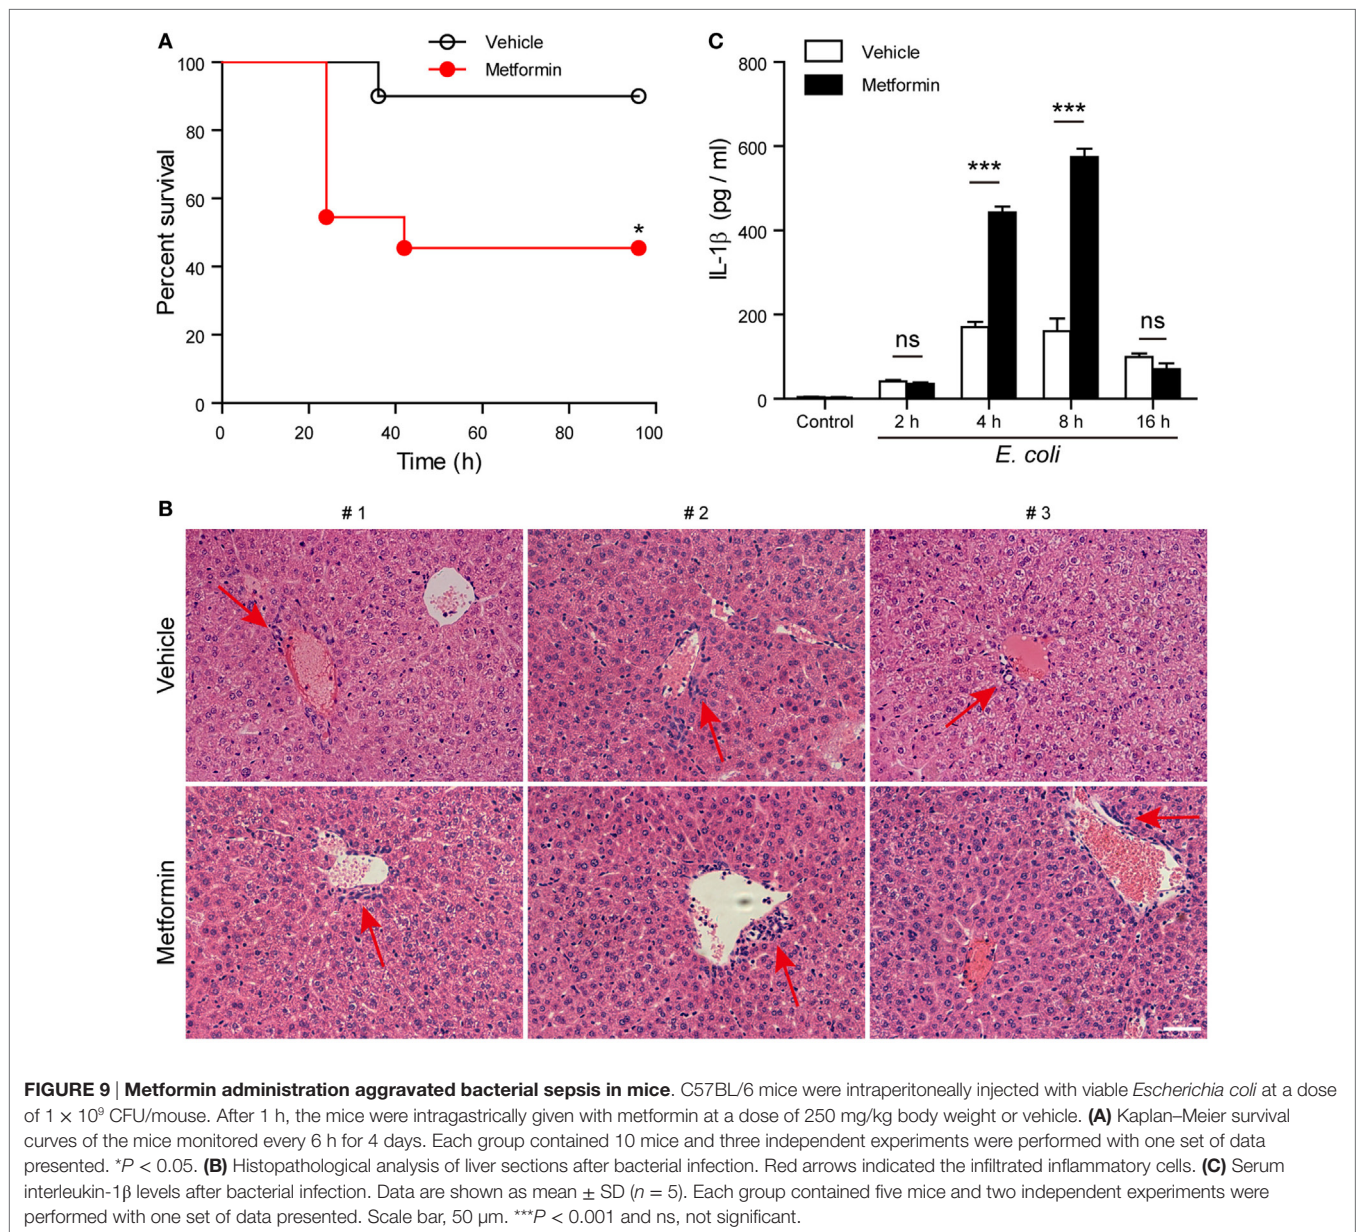 A
Vehicle
Metformin
100
80
60
40
20
0
Percent survival
*
0 20 40 60 80 100
Time (h)
C
Vehicle
Metformin
800
600
400
200
0
IL-1β (pg / ml)
ns
***
***
ns
Control 2 h 4 h 8 h 16 h
E. coli
B
# 1 # 2 # 3
Vehicle
Metformin
FIGURE 9 | Metformin administration aggravated bacterial sepsis in mice. C57BL/6 mice were intraperitoneally injected with viable Escherichia coli at a dose
of 1 × 10⁹ CFU/mouse. After 1 h, the mice were intragastrically given with metformin at a dose of 250 mg/kg body weight or vehicle. (A) Kaplan–Meier survival
curves of the mice monitored every 6 h for 4 days. Each group contained 10 mice and three independent experiments were performed with one set of data
presented. *P < 0.05. (B) Histopathological analysis of liver sections after bacterial infection. Red arrows indicated the infiltrated inflammatory cells. (C) Serum
interleukin-1β levels after bacterial infection. Data are shown as mean ± SD (n = 5). Each group contained five mice and two independent experiments were
performed with one set of data presented. Scale bar, 50 μm. ***P < 0.001 and ns, not significant.